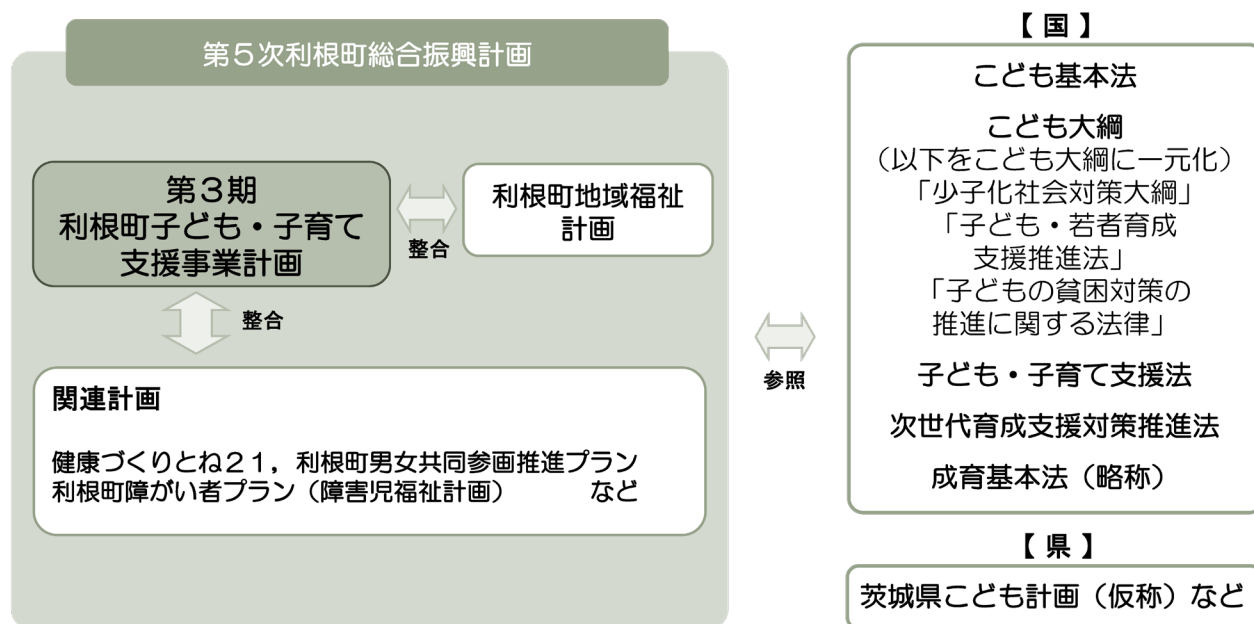 第５次利根町総合振興計画
第３期
利根町子ども・子育て
支援事業計画
整合
利根町地域福祉
計画
整合
関連計画
健康づくりとね２１，利根町男女共同参画推進プラン
利根町障がい者プラン（障害児福祉計画）　　　など
参照
【 国 】
こども基本法
こども大綱
（以下をこども大綱に一元化）
「少子化社会対策大綱」
「子ども・若者育成
支援推進法」
「子どもの貧困対策の
推進に関する法律」
子ども・子育て支援法
次世代育成支援対策推進法
成育基本法（略称）
【 県 】
茨城県こども計画（仮称）など